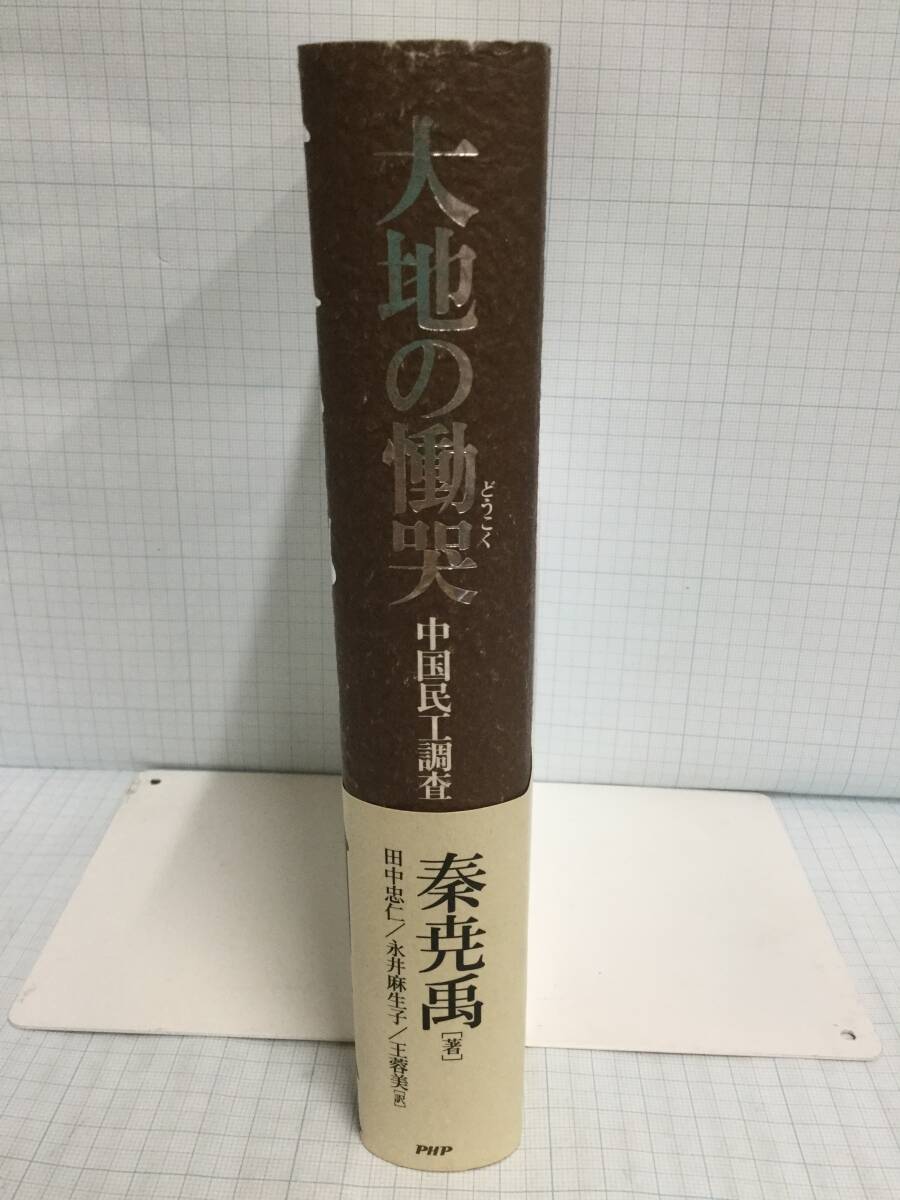 大地の慟哭
どうこく
中国民工調査
秦尭禹[著]
田中忠仁/永井麻生子/王蓉美[訳]
PHP